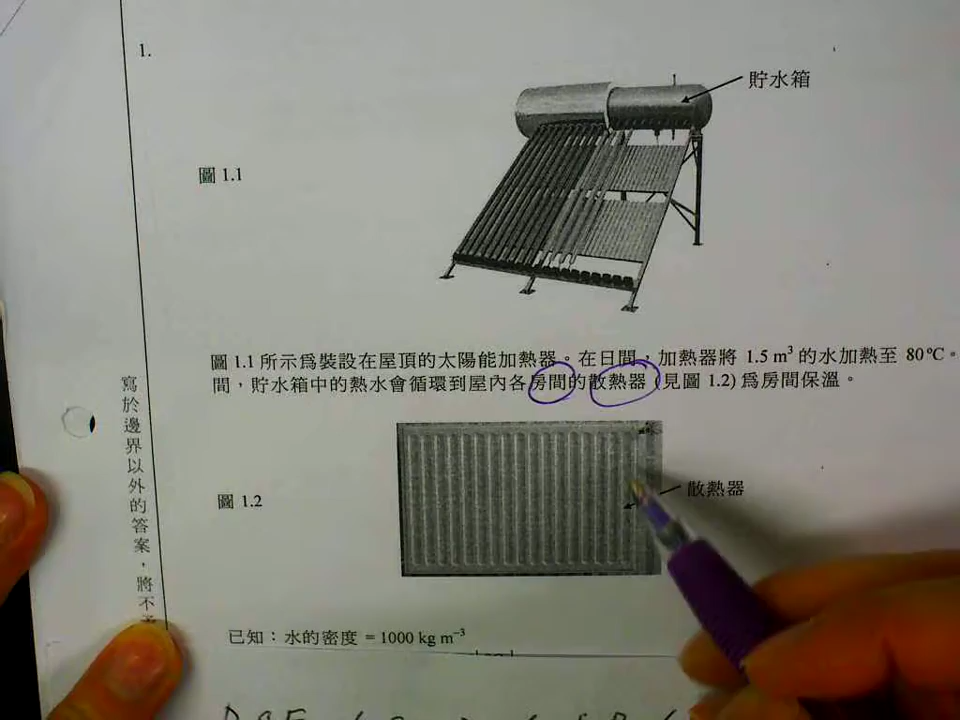 1.
貯水箱
圖 1.1
圖 1.1 所示為裝設在屋頂的太陽能加熱器。在日間，加熱器將 1.5 m³ 的水加熱至 80℃。
間，貯水箱中的熱水會循環到屋內各房間的散熱器 (見圖 1.2) 為房間保溫。
寫於邊界以外的答案，將不予
散熱器
圖 1.2
已知：水的密度 = 1000 kg m⁻³